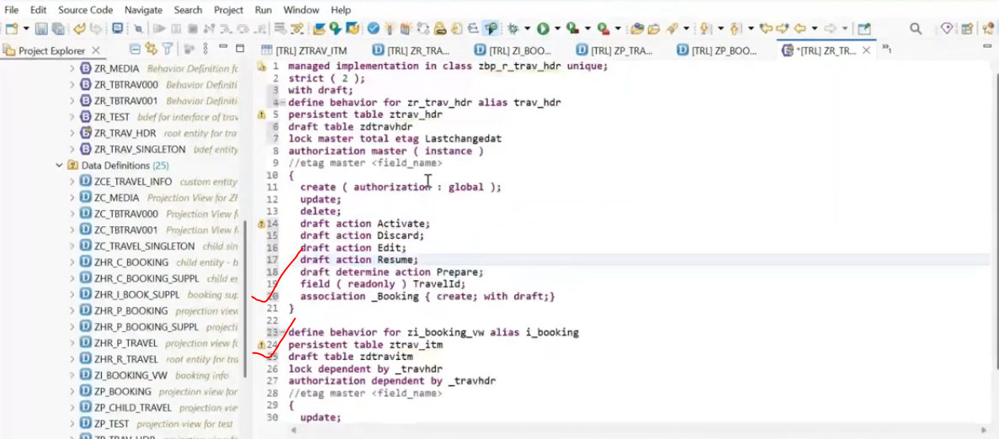 File Edit Source Code Navigate Search Project Run Window Help
Project Explorer
[TRL] ZTRAV_ITM
[TRL] ZR_TRA...
[TRL] ZI_BOO...
[TRL] ZP_TRA...
[TRL] ZP_BOO...
*[TRL] ZR_TR...
ZR_MEDIA Behavior Definition fo
ZR_TBTRAV000 Behavior Definiti
ZR_TBTRAV001 Behavior Definiti
ZR_TEST bdef for interface of trav
ZR_TRAV_HDR root entity for tra
ZR_TRAV_SINGLETON bdef entity
Data Definitions (25)
ZCE_TRAVEL_INFO custom entity
ZC_MEDIA Projection View for ZF
ZC_TBTRAV000 Projection View f
ZC_TBTRAV001 Projection View f
ZC_TRAVEL_SINGLETON child sin
ZHR_C_BOOKING child entity - b
ZHR_C_BOOKING_SUPPL child er
ZHR_I_BOOK_SUPPL booking sup
ZHR_P_BOOKING projection view
ZHR_P_BOOKING_SUPPL projecti
ZHR_P_TRAVEL projection view fo
ZHR_R_TRAVEL root entity for tra
ZI_BOOKING_VW booking info
ZP_BOOKING projection view for
ZP_CHILD_TRAVEL projection vie
ZP_TEST projection view for test
1 managed implementation in class zbp_r_trav_hdr unique;
2 strict ( 2 );
3 with draft;
4 define behavior for zr_trav_hdr alias trav_hdr
5 persistent table ztrav_hdr
6 draft table zdtravhdr
7 lock master total etag Lastchangedat
8 authorization master ( instance )
9 //etag master <field_name>
10 {
11 create ( authorization : global );
12 update;
13 delete;
14 draft action Activate;
15 draft action Discard;
16 draft action Edit;
17 draft action Resume;
18 draft determine action Prepare;
19 field ( readonly ) TravelId;
20 association _Booking { create; with draft;}
21 }
22
23 define behavior for zi_booking_vw alias i_booking
24 persistent table ztrav_itm
25 draft table zdtravitm
26 lock dependent by _travhdr
27 authorization dependent by _travhdr
28 //etag master <field_name>
29 {
30 update;